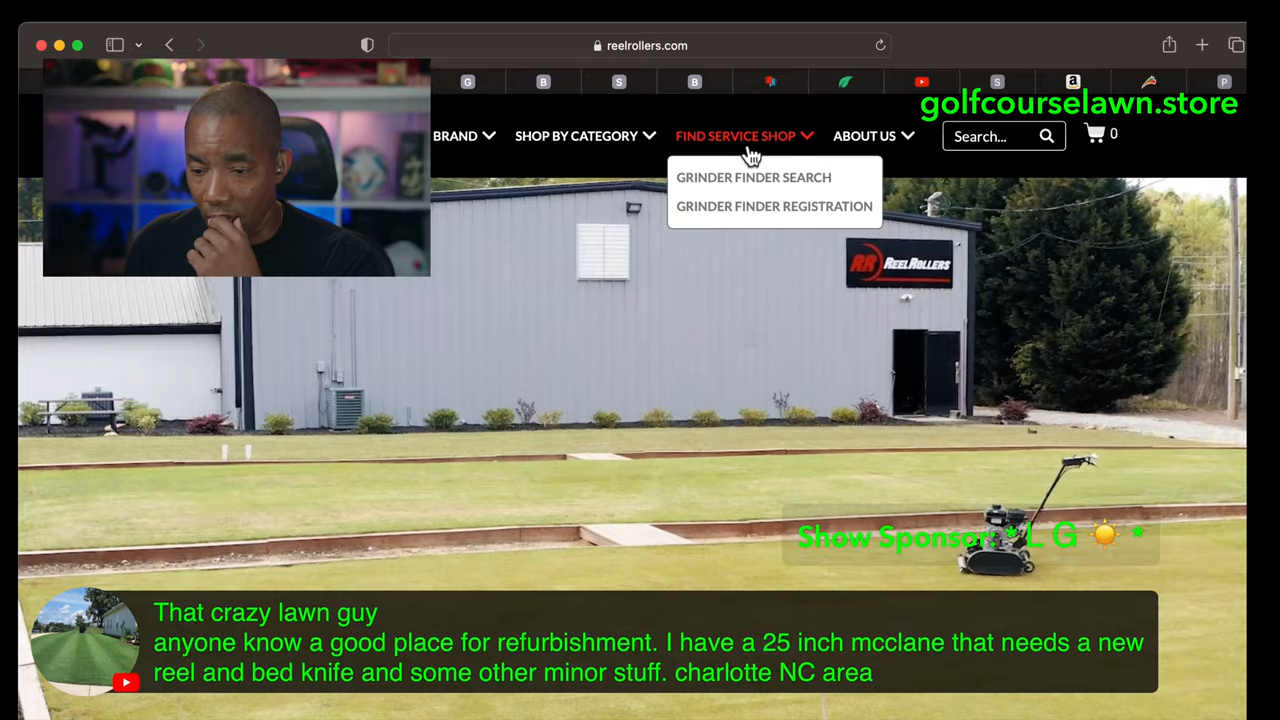 reelrollers.com
G
B
S
B
S
a
P
golfcourselawn.store
BRAND
SHOP BY CATEGORY
FIND SERVICE SHOP
ABOUT US
Search...
0
GRINDER FINDER SEARCH
GRINDER FINDER REGISTRATION
RR REELROLLERS
Show Sponsor: * L G ☀️ *
That crazy lawn guy
anyone know a good place for refurbishment. I have a 25 inch mcclane that needs a new
reel and bed knife and some other minor stuff. charlotte NC area